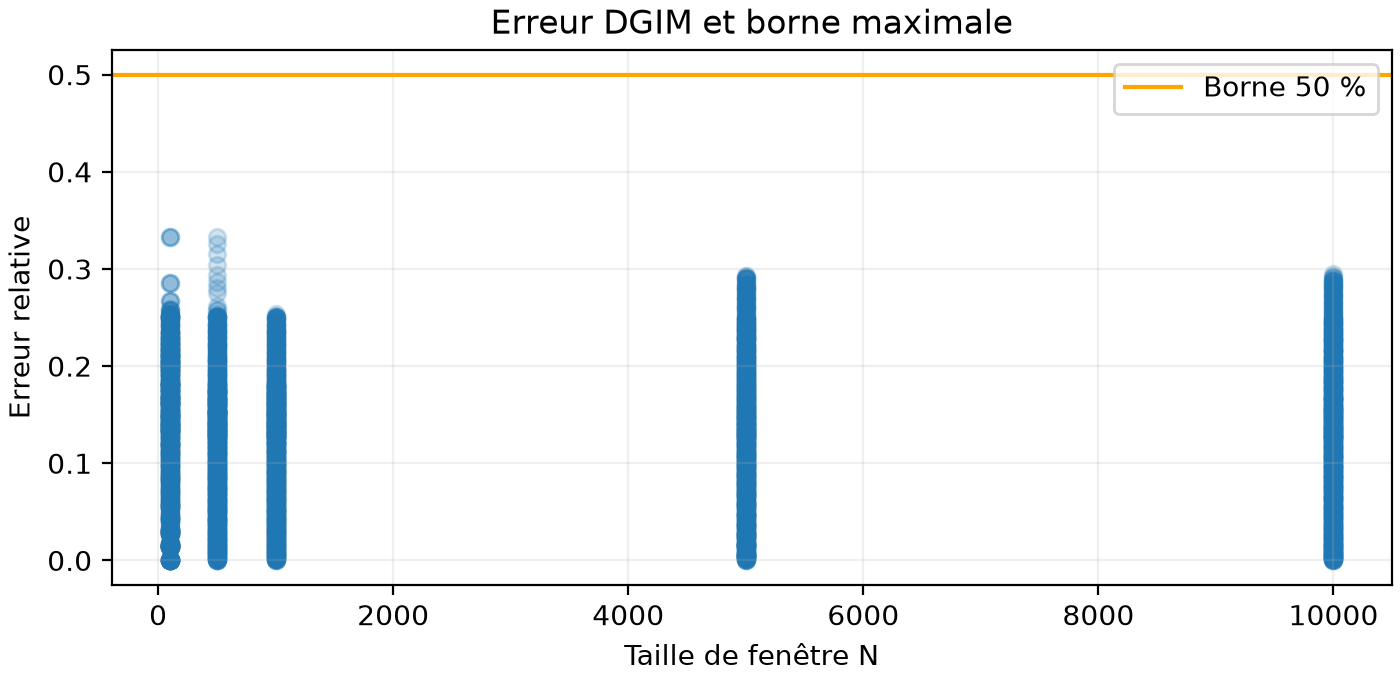 Erreur DGIM et borne maximale
Borne 50 %
Erreur relative
0.5
0.4
0.3
0.2
0.1
0.0
0 2000 4000 6000 8000 10000
Taille de fenêtre N